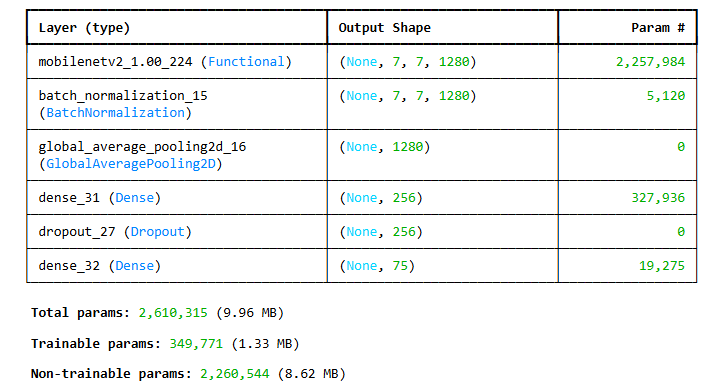 Layer (type) Output Shape Param #
mobilenetv2_1.00_224 (Functional) (None, 7, 7, 1280) 2,257,984
batch_normalization_15 (None, 7, 7, 1280) 5,120
(BatchNormalization)
global_average_pooling2d_16 (None, 1280) 0
(GlobalAveragePooling2D)
dense_31 (Dense) (None, 256) 327,936
dropout_27 (Dropout) (None, 256) 0
dense_32 (Dense) (None, 75) 19,275
Total params: 2,610,315 (9.96 MB)
Trainable params: 349,771 (1.33 MB)
Non-trainable params: 2,260,544 (8.62 MB)